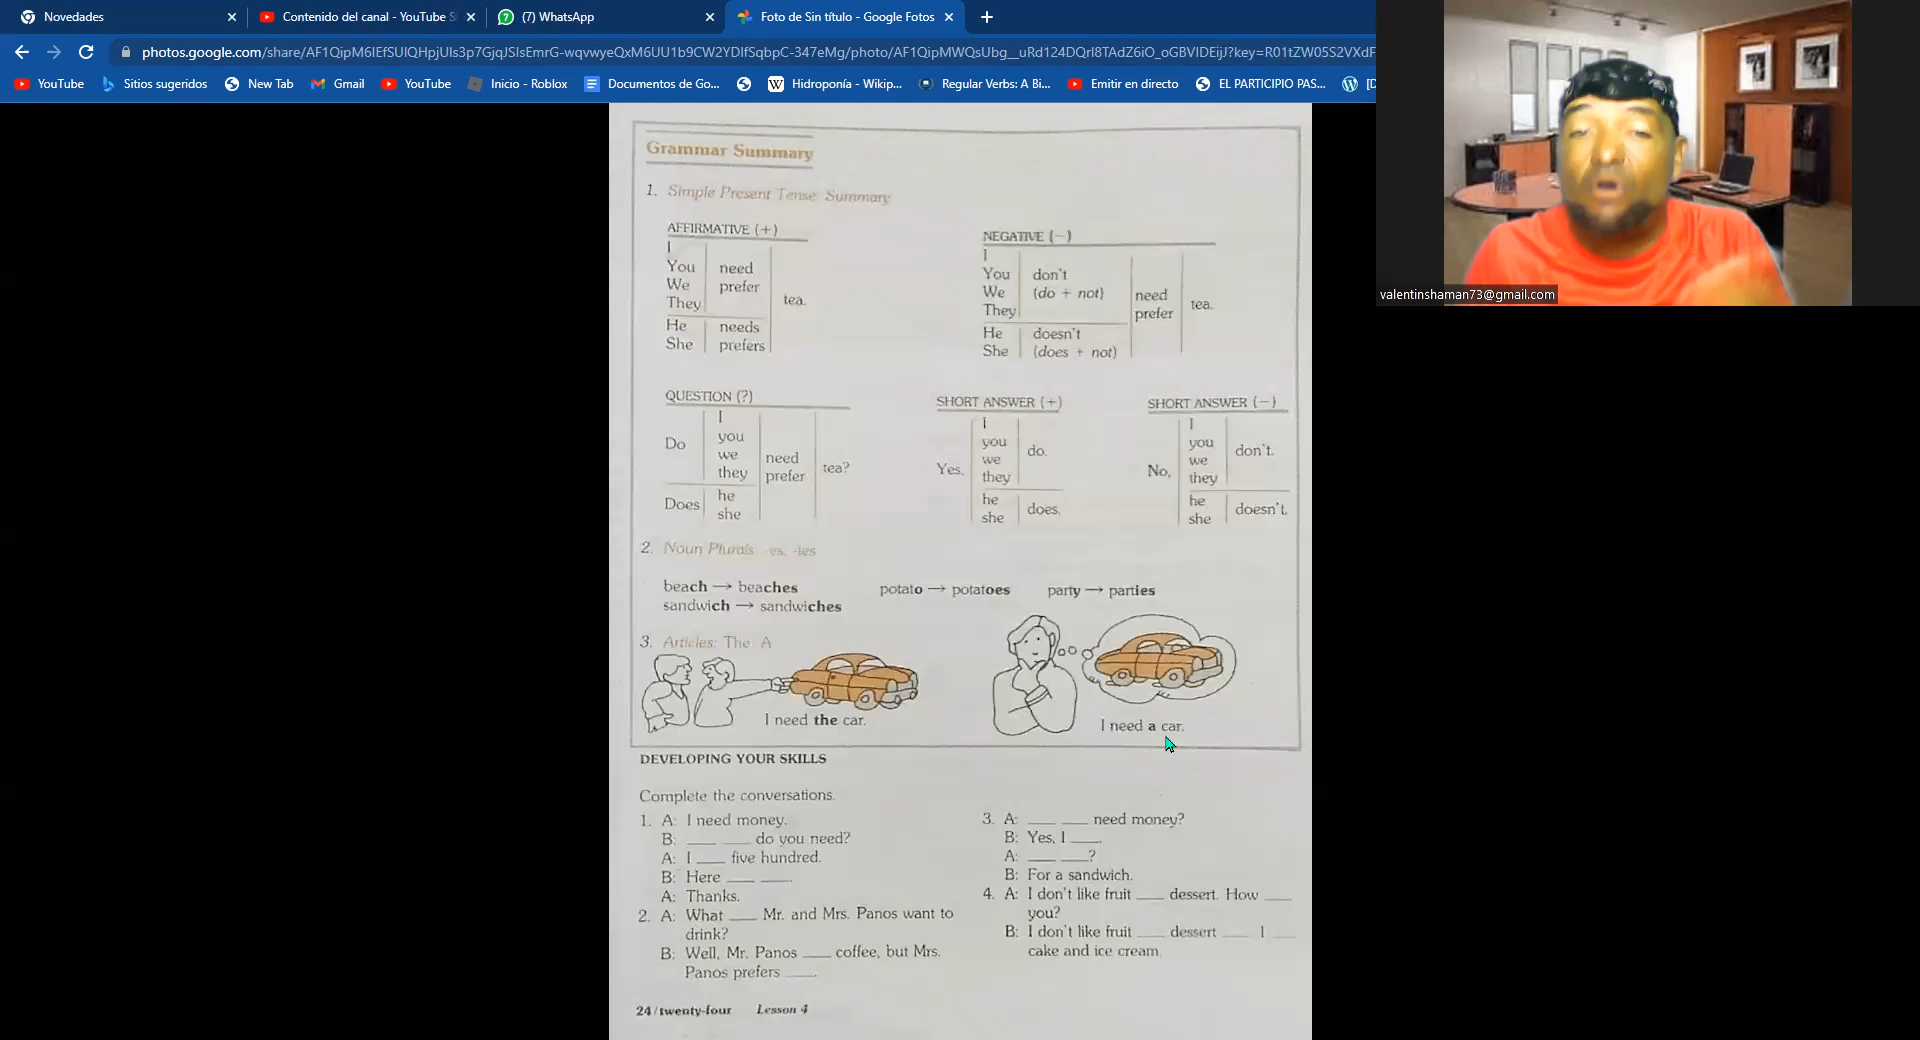 Novedades
Contenido del canal - YouTube S
(7) WhatsApp
Foto de Sin título - Google Fotos
photos.google.com/share/AF1QipM6IEfSUlQHpjUls3p7GjqJSIsEmrG-wqvwyeQxM6UU1b9CW2YDIfSqbpC-347eMg/photo/AF1QipMWQsUbg__uRd124DQrI8TAdZ6iO_oGBVIDEijJ?key=R01tZW05S2VXdF
YouTube
Sitios sugeridos
New Tab
Gmail
YouTube
Inicio - Roblox
Documentos de Go...
Hidroponía - Wikip...
Regular Verbs: A Bi...
Emitir en directo
EL PARTICIPIO PAS...
valentinshaman73@gmail.com
Grammar Summary
1. Simple Present Tense: Summary
AFFIRMATIVE (+)
I
You need
We prefer
They
tea.
He needs
She prefers
NEGATIVE (−)
I
You don't
We (do + not)
They
need
prefer
tea.
He doesn't
She (does + not)
QUESTION (?)
I
Do you
we
they
need
prefer
tea?
Does he
she
SHORT ANSWER (+)
I
you
we do.
Yes, they
he
she does.
SHORT ANSWER (−)
I
you
we don't.
No, they
he
she doesn't.
2. Noun Plurals -es, -ies
beach → beaches potato → potatoes party → parties
sandwich → sandwiches
3. Articles: The A
I need the car.
I need a car.
DEVELOPING YOUR SKILLS
Complete the conversations.
1. A: I need money.
B: ___ ___ do you need?
A: I ___ five hundred.
B: Here ___ ___.
A: Thanks.
2. A: What ___ Mr. and Mrs. Panos want to
drink?
B: Well, Mr. Panos ___ coffee, but Mrs.
Panos prefers ___.
3. A: ___ ___ need money?
B: Yes, I ___.
A: ___ ___?
B: For a sandwich.
4. A: I don't like fruit ___ dessert. How ___
you?
B: I don't like fruit ___ dessert ___. I ___
cake and ice cream.
24/twenty-four Lesson 4